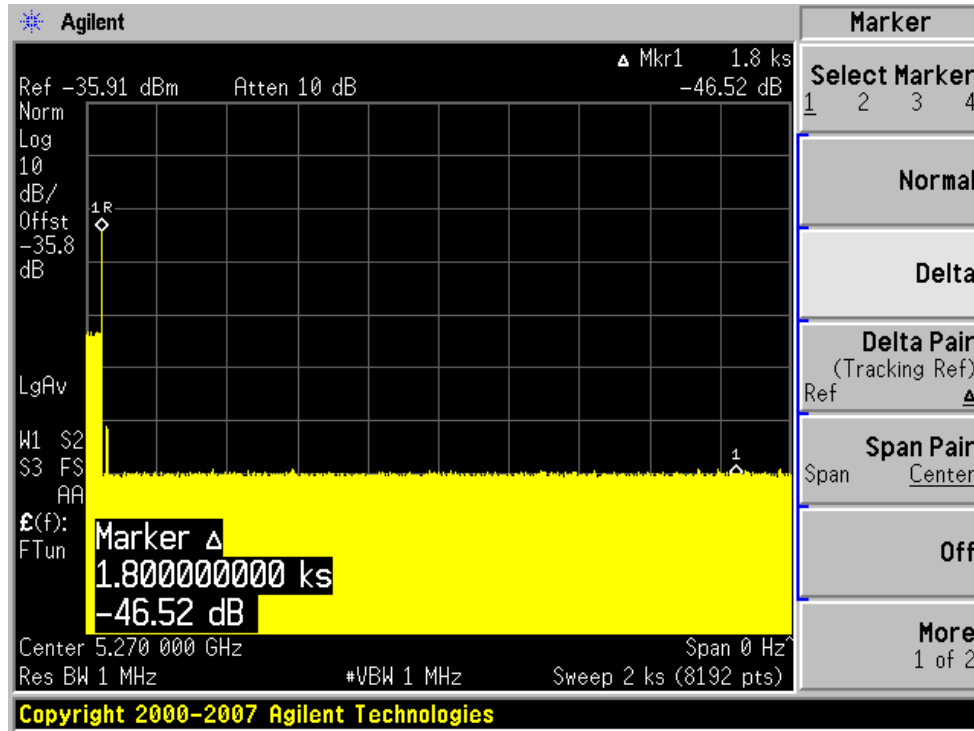 Agilent
Marker
Δ Mkr1 1.8 ks
Ref -35.91 dBm Atten 10 dB -46.52 dB
Norm
Log
10
dB/
Offst
-35.8
dB
1R
LgAv
W1 S2
S3 FS
AA
£(f):
FTun
1
Marker Δ
1.800000000 ks
-46.52 dB
Center 5.270 000 GHz Span 0 Hz^
Res BW 1 MHz #VBW 1 MHz Sweep 2 ks (8192 pts)
Copyright 2000-2007 Agilent Technologies
Select Marker
1 2 3 4
Normal
Delta
Delta Pair
(Tracking Ref)
Ref Δ
Span Pair
Span Center
Off
More
1 of 2